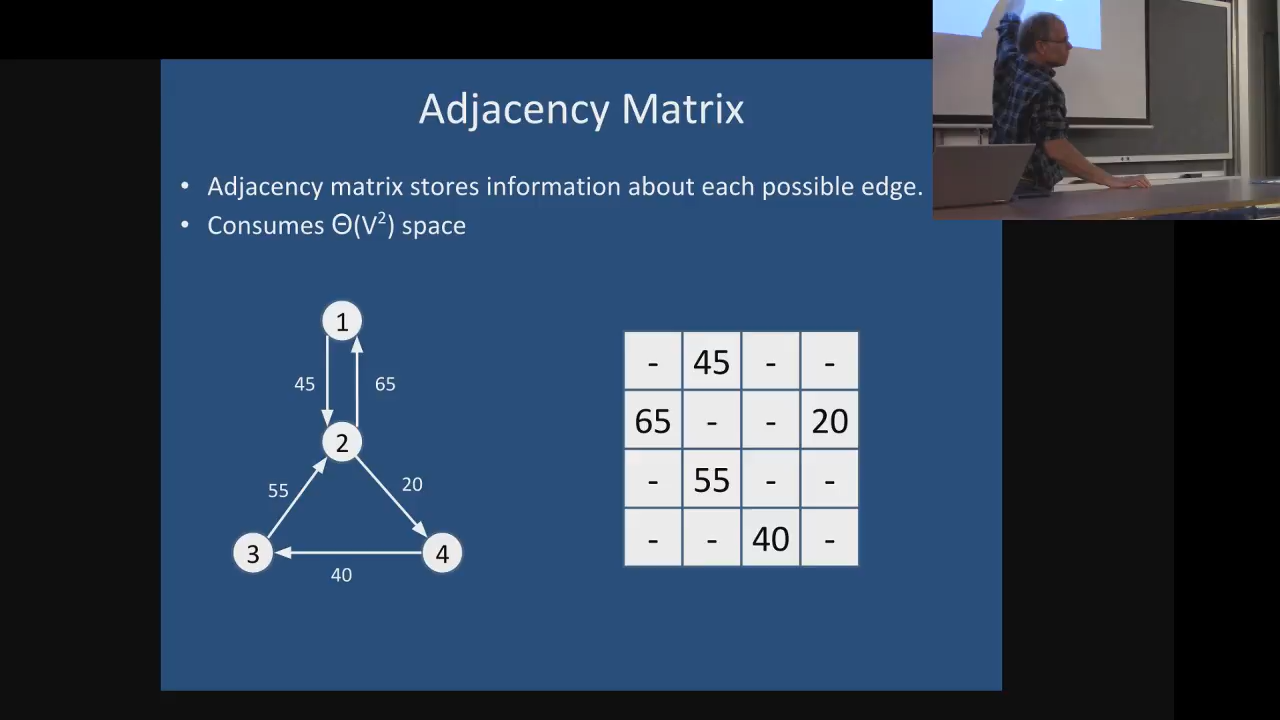 Adjacency Matrix
• Adjacency matrix stores information about each possible edge.
• Consumes Θ(V²) space
1
45 65
2
55 20
3 4
40
- 45 - -
65 - - 20
- 55 - -
- - 40 -